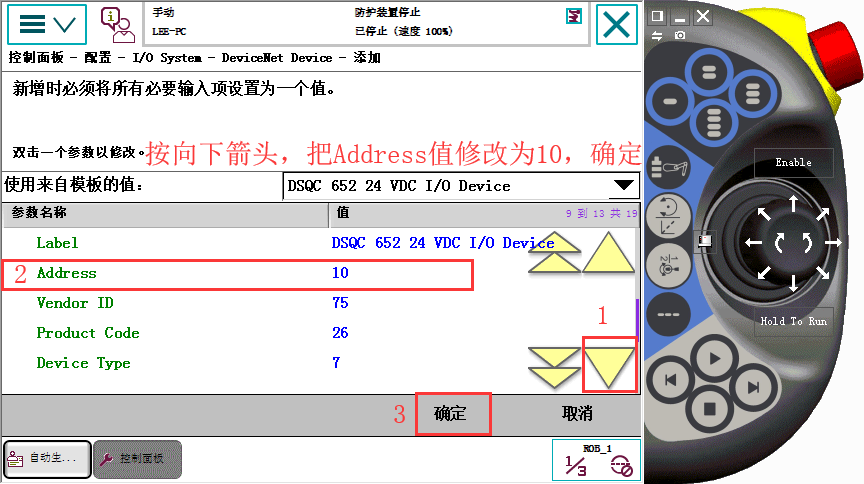 手动
LEE-PC
防护装置停止
已停止 (速度 100%)
控制面板 - 配置 - I/O System - DeviceNet Device - 添加
新增时必须将所有必要输入项设置为一个值。
双击一个参数以修改。
按向下箭头，把Address值修改为10，确定
使用来自模板的值：
DSQC 652 24 VDC I/O Device
参数名称
值
9 到 13 共 19
Label
DSQC 652 24 VDC I/O Device
2
Address
10
Vendor ID
75
1
Product Code
26
Device Type
7
3
确定
取消
自动生...
控制面板
ROB_1
1/3
Enable
Hold To Run